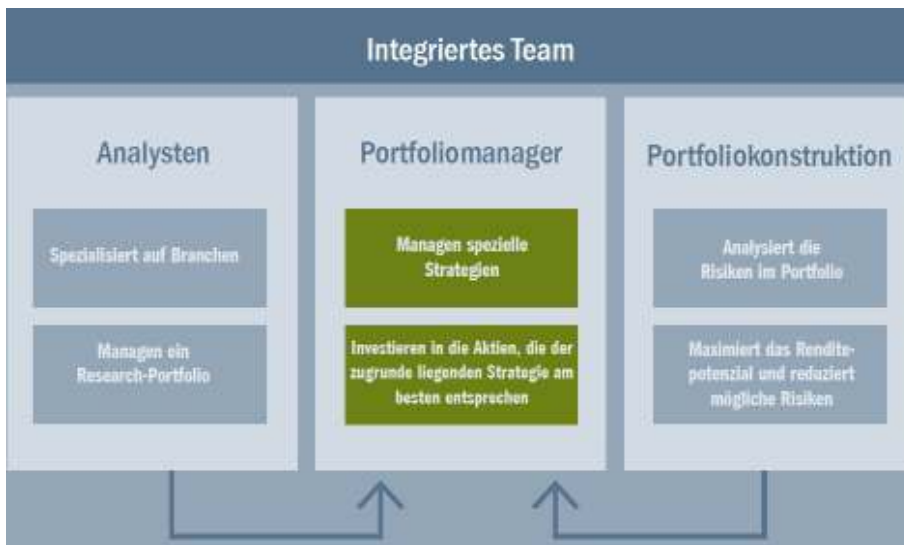 Integriertes Team
Analysten
Spezialisiert auf Branchen
Managen ein
Research-Portfolio
Portfoliomanager
Managen spezielle
Strategien
Investieren in die Aktien, die der
zugrunde liegenden Strategie am
besten entsprechen
Portfoliokonstruktion
Analysiert die
Risiken im Portfolio
Maximiert das Rendite-
potenzial und reduziert
mögliche Risiken